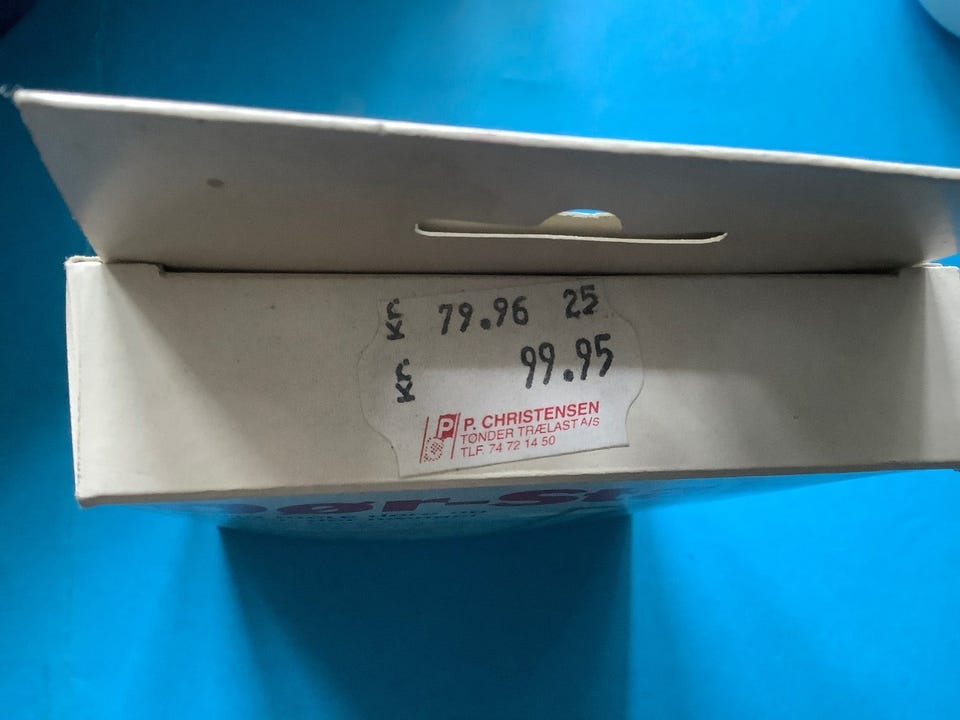 kr 79.96 25
kr 99.95
P P. CHRISTENSEN
TØNDER TRÆLAST A/S
TLF. 74 72 14 50